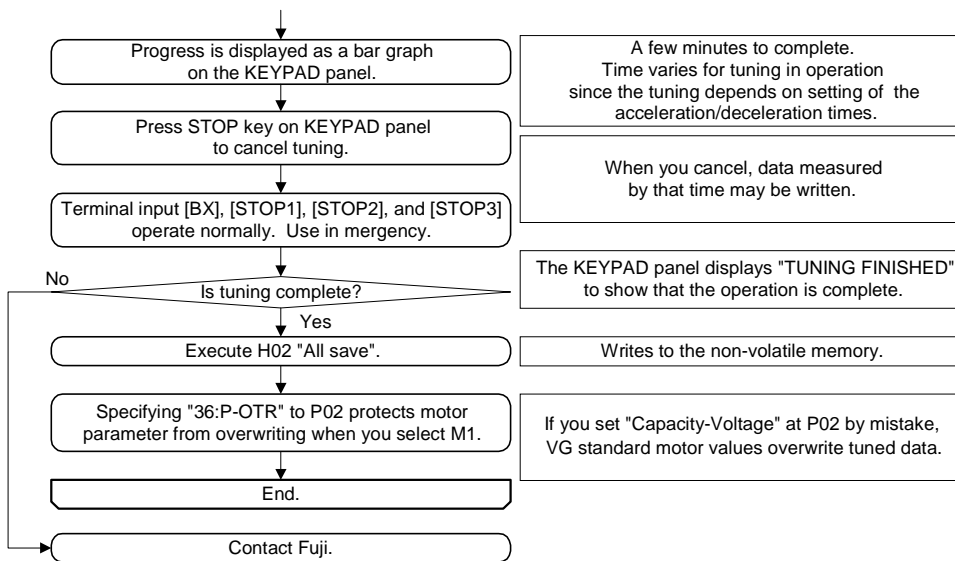 Progress is displayed as a bar graph
on the KEYPAD panel.
A few minutes to complete.
Time varies for tuning in operation
since the tuning depends on setting of the
acceleration/deceleration times.
Press STOP key on KEYPAD panel
to cancel tuning.
When you cancel, data measured
by that time may be written.
Terminal input [BX], [STOP1], [STOP2], and [STOP3]
operate normally. Use in mergency.
No
Is tuning complete?
The KEYPAD panel displays "TUNING FINISHED"
to show that the operation is complete.
Yes
Execute H02 "All save".
Writes to the non-volatile memory.
Specifying "36:P-OTR" to P02 protects motor
parameter from overwriting when you select M1.
If you set "Capacity-Voltage" at P02 by mistake,
VG standard motor values overwrite tuned data.
End.
Contact Fuji.